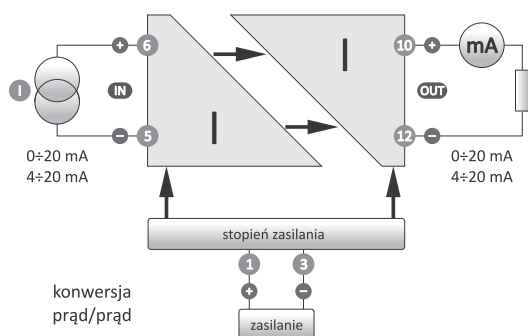 + 6
I
10 + mA
I IN
OUT
− 5
I
12 −
0÷20 mA
4÷20 mA
0÷20 mA
4÷20 mA
stopień zasilania
1 3
+ −
konwersja
prąd/prąd
zasilanie